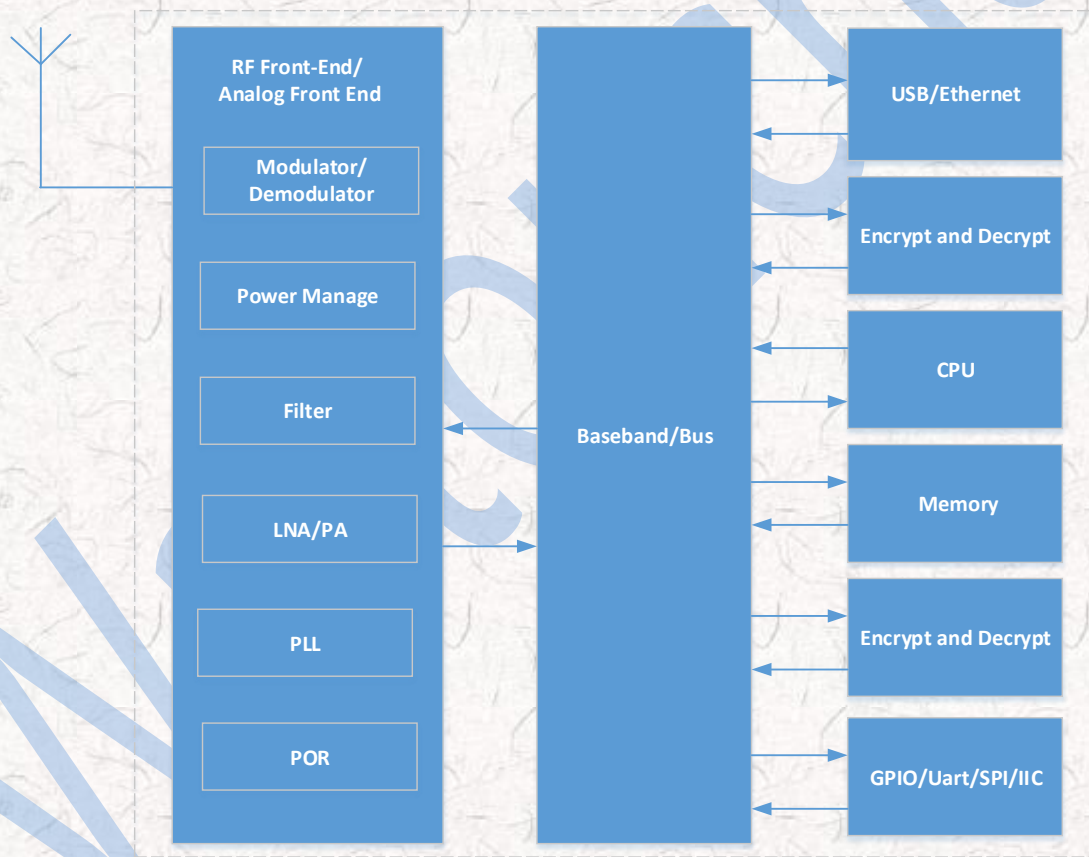 RF Front-End/
Analog Front End
Modulator/
Demodulator
Power Manage
Filter
LNA/PA
PLL
POR
Baseband/Bus
USB/Ethernet
Encrypt and Decrypt
CPU
Memory
Encrypt and Decrypt
GPIO/Uart/SPI/IIC